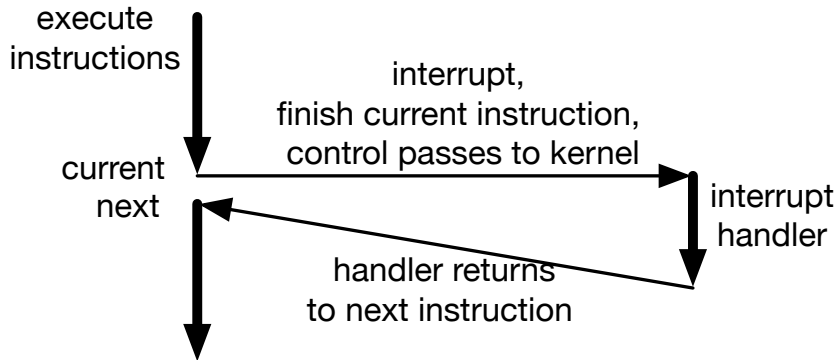 execute
instructions
interrupt,
finish current instruction,
control passes to kernel
current
next
interrupt
handler
handler returns
to next instruction